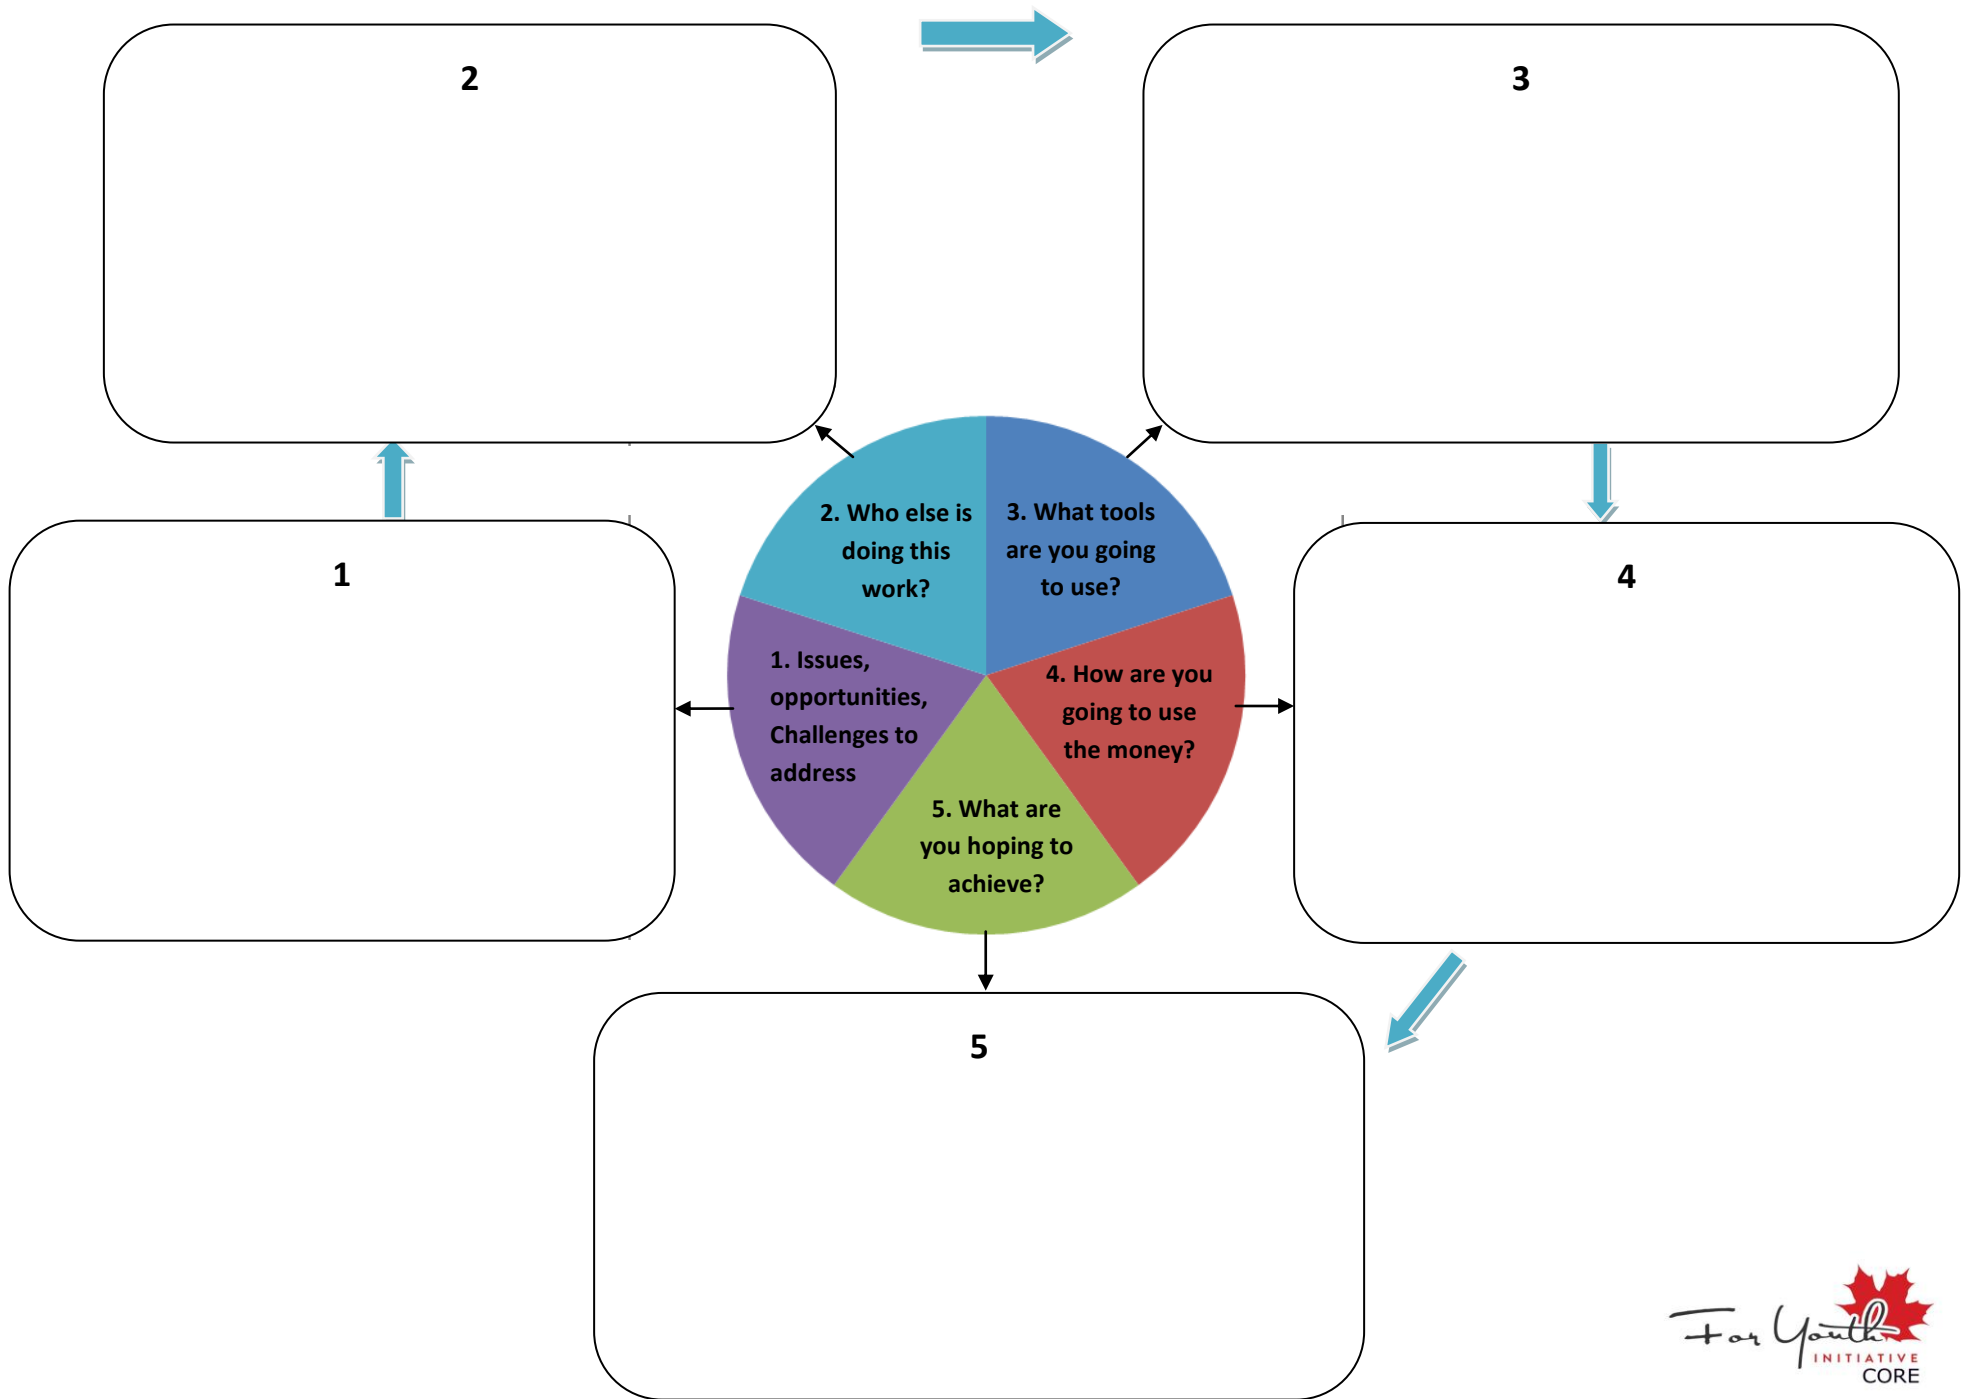 2
3
2. Who else is
doing this
work?
3. What tools
are you going
to use?
1
4
1. Issues,
opportunities,
Challenges to
address
4. How are you
going to use
the money?
5. What are
you hoping to
achieve?
5
For Youth
INITIATIVE
CORE